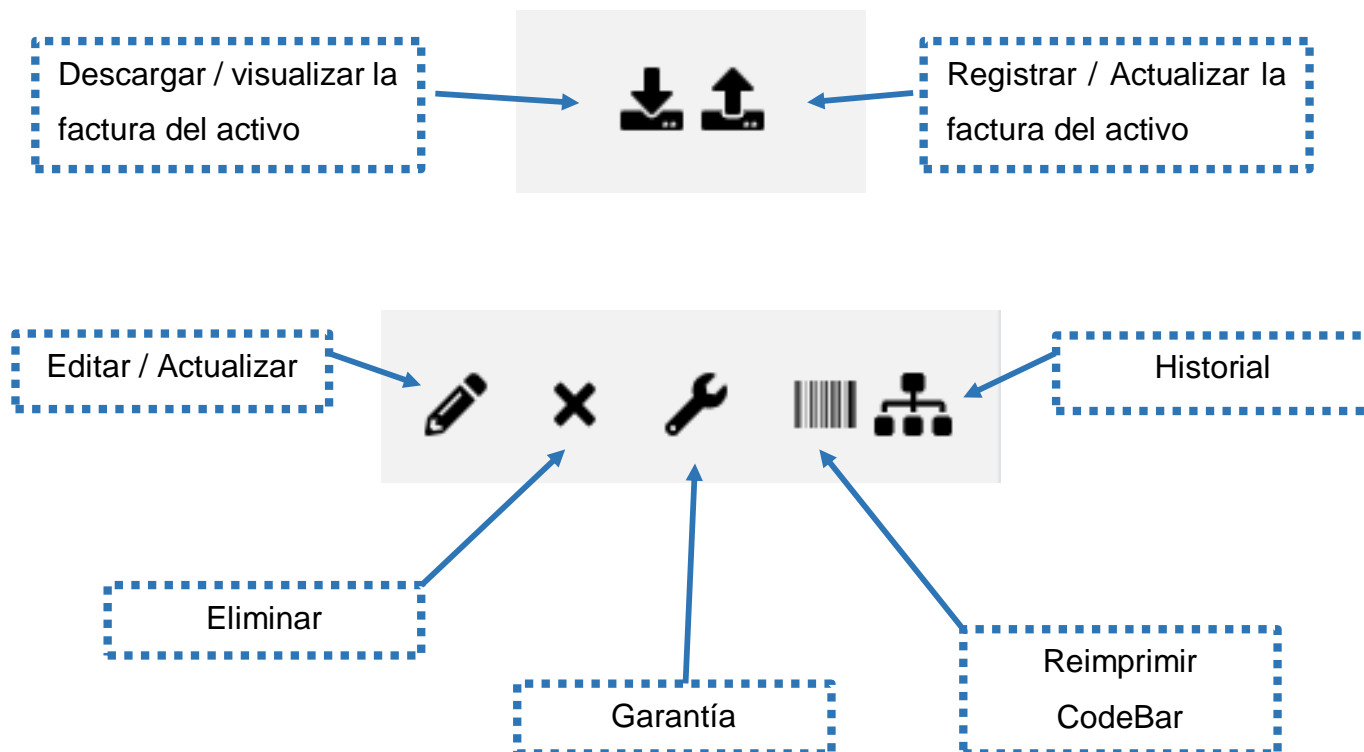 Descargar / visualizar la
factura del activo
Registrar / Actualizar la
factura del activo
Editar / Actualizar
Historial
Eliminar
Garantía
Reimprimir
CodeBar